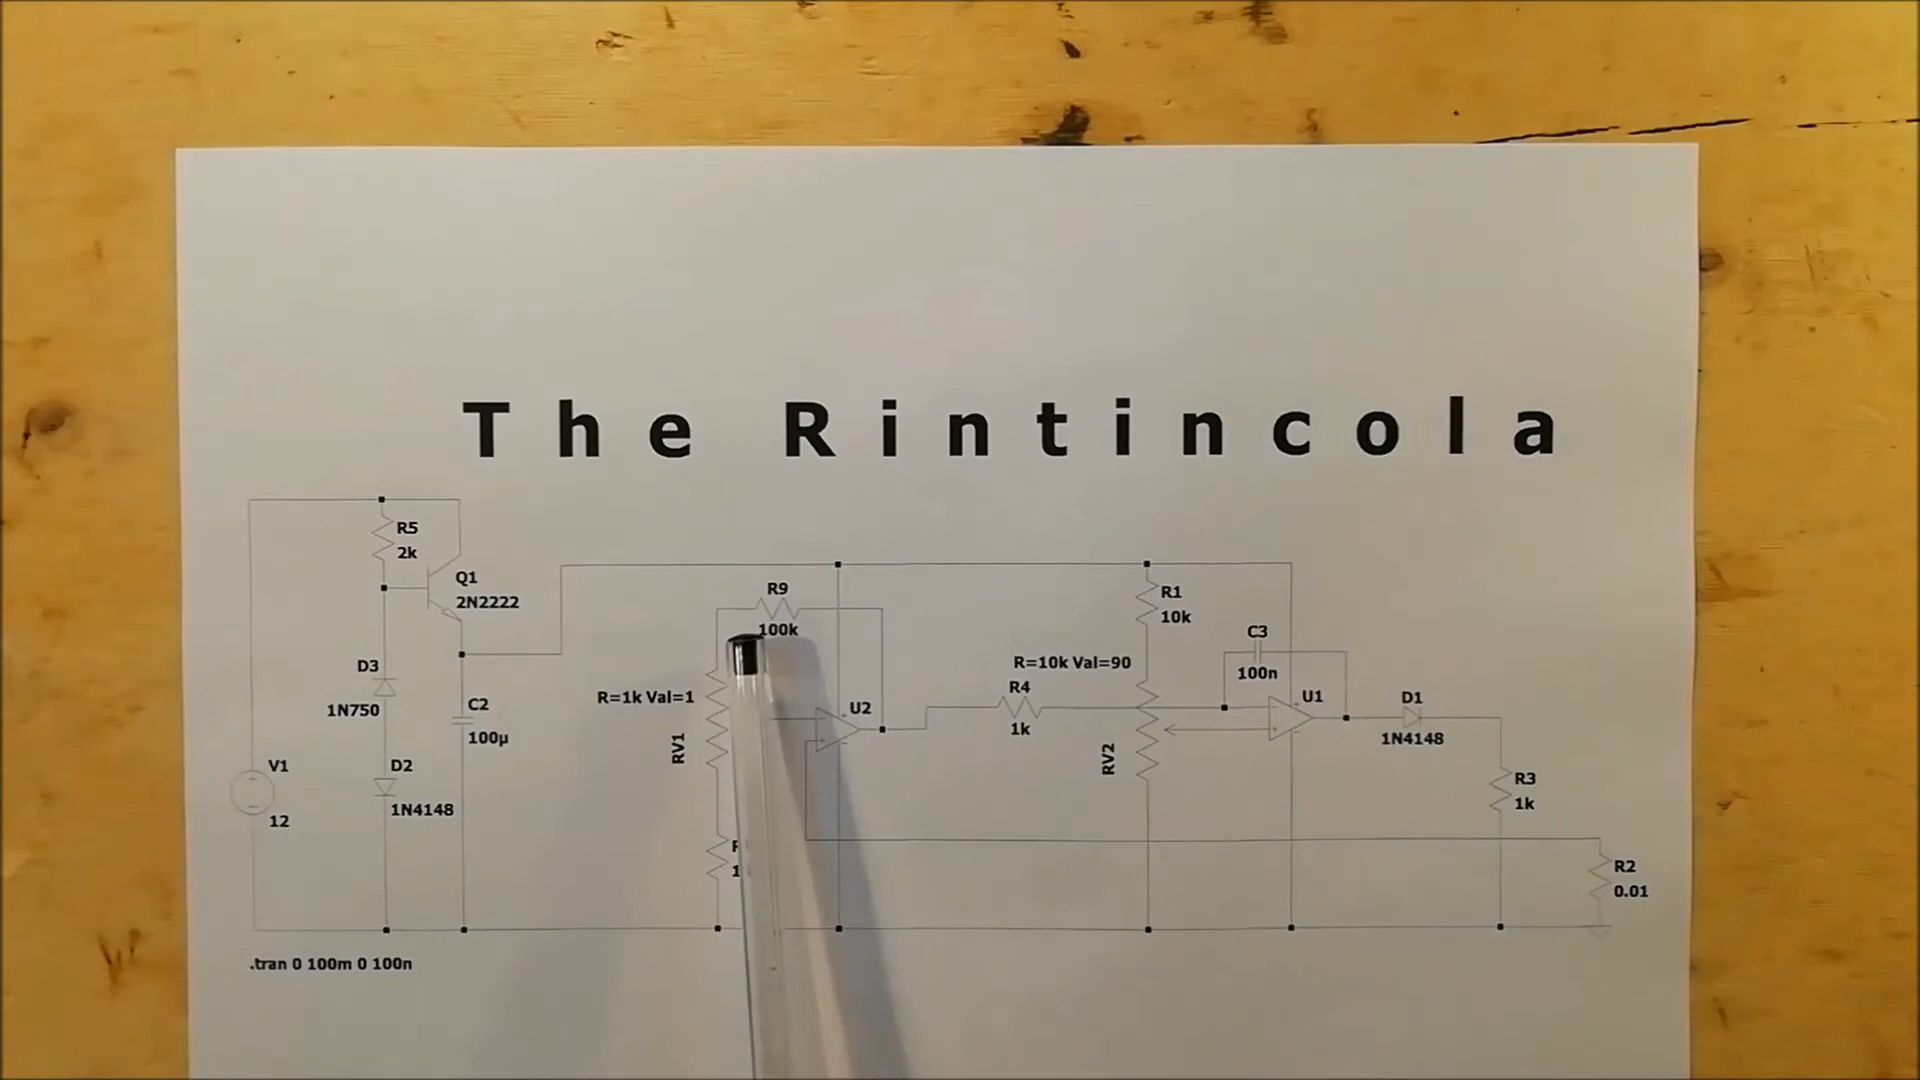 The Rintincola
R5
2k
Q1
2N2222
D3
1N750
C2
100µ
D2
1N4148
V1
12
.tran 0 100m 0 100n
R9
100k
R=1k Val=1
RV1
U2
R=10k Val=90
R4
1k
R1
10k
RV2
C3
100n
U1
D1
1N4148
R3
1k
R2
0.01